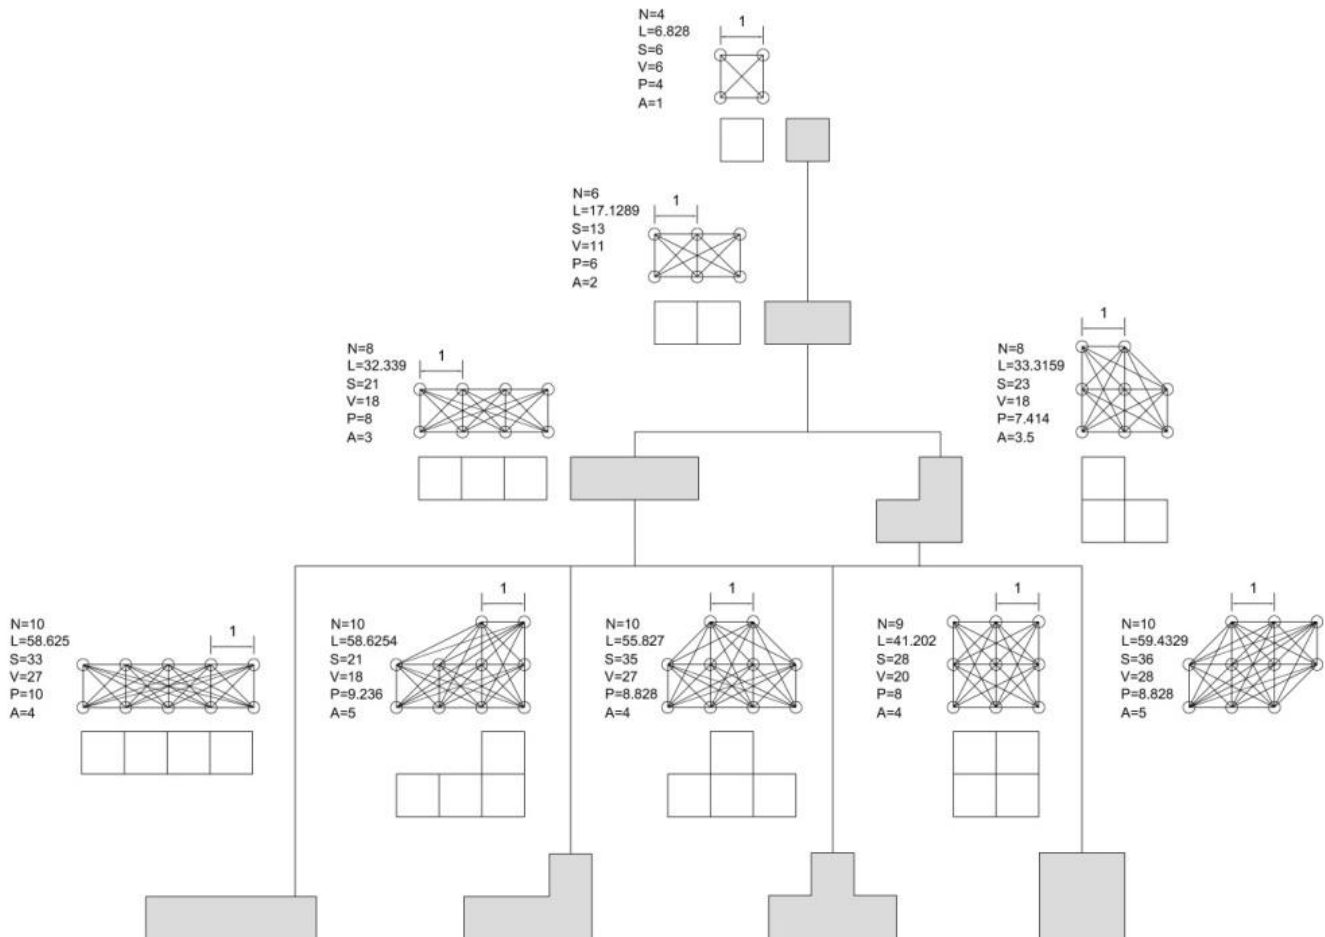 N=4
L=6.828
S=6
V=6
P=4
A=1
1
N=6
L=17.1289
S=13
V=11
P=6
A=2
1
N=8
L=32.339
S=21
V=18
P=8
A=3
1
N=8
L=33.3159
S=23
V=18
P=7.414
A=3.5
1
N=10
L=58.625
S=33
V=27
P=10
A=4
1
N=10
L=58.6254
S=21
V=18
P=9.236
A=5
1
N=10
L=55.827
S=35
V=27
P=8.828
A=4
1
N=9
L=41.202
S=28
V=20
P=8
A=4
1
N=10
L=59.4329
S=36
V=28
P=8.828
A=5
1